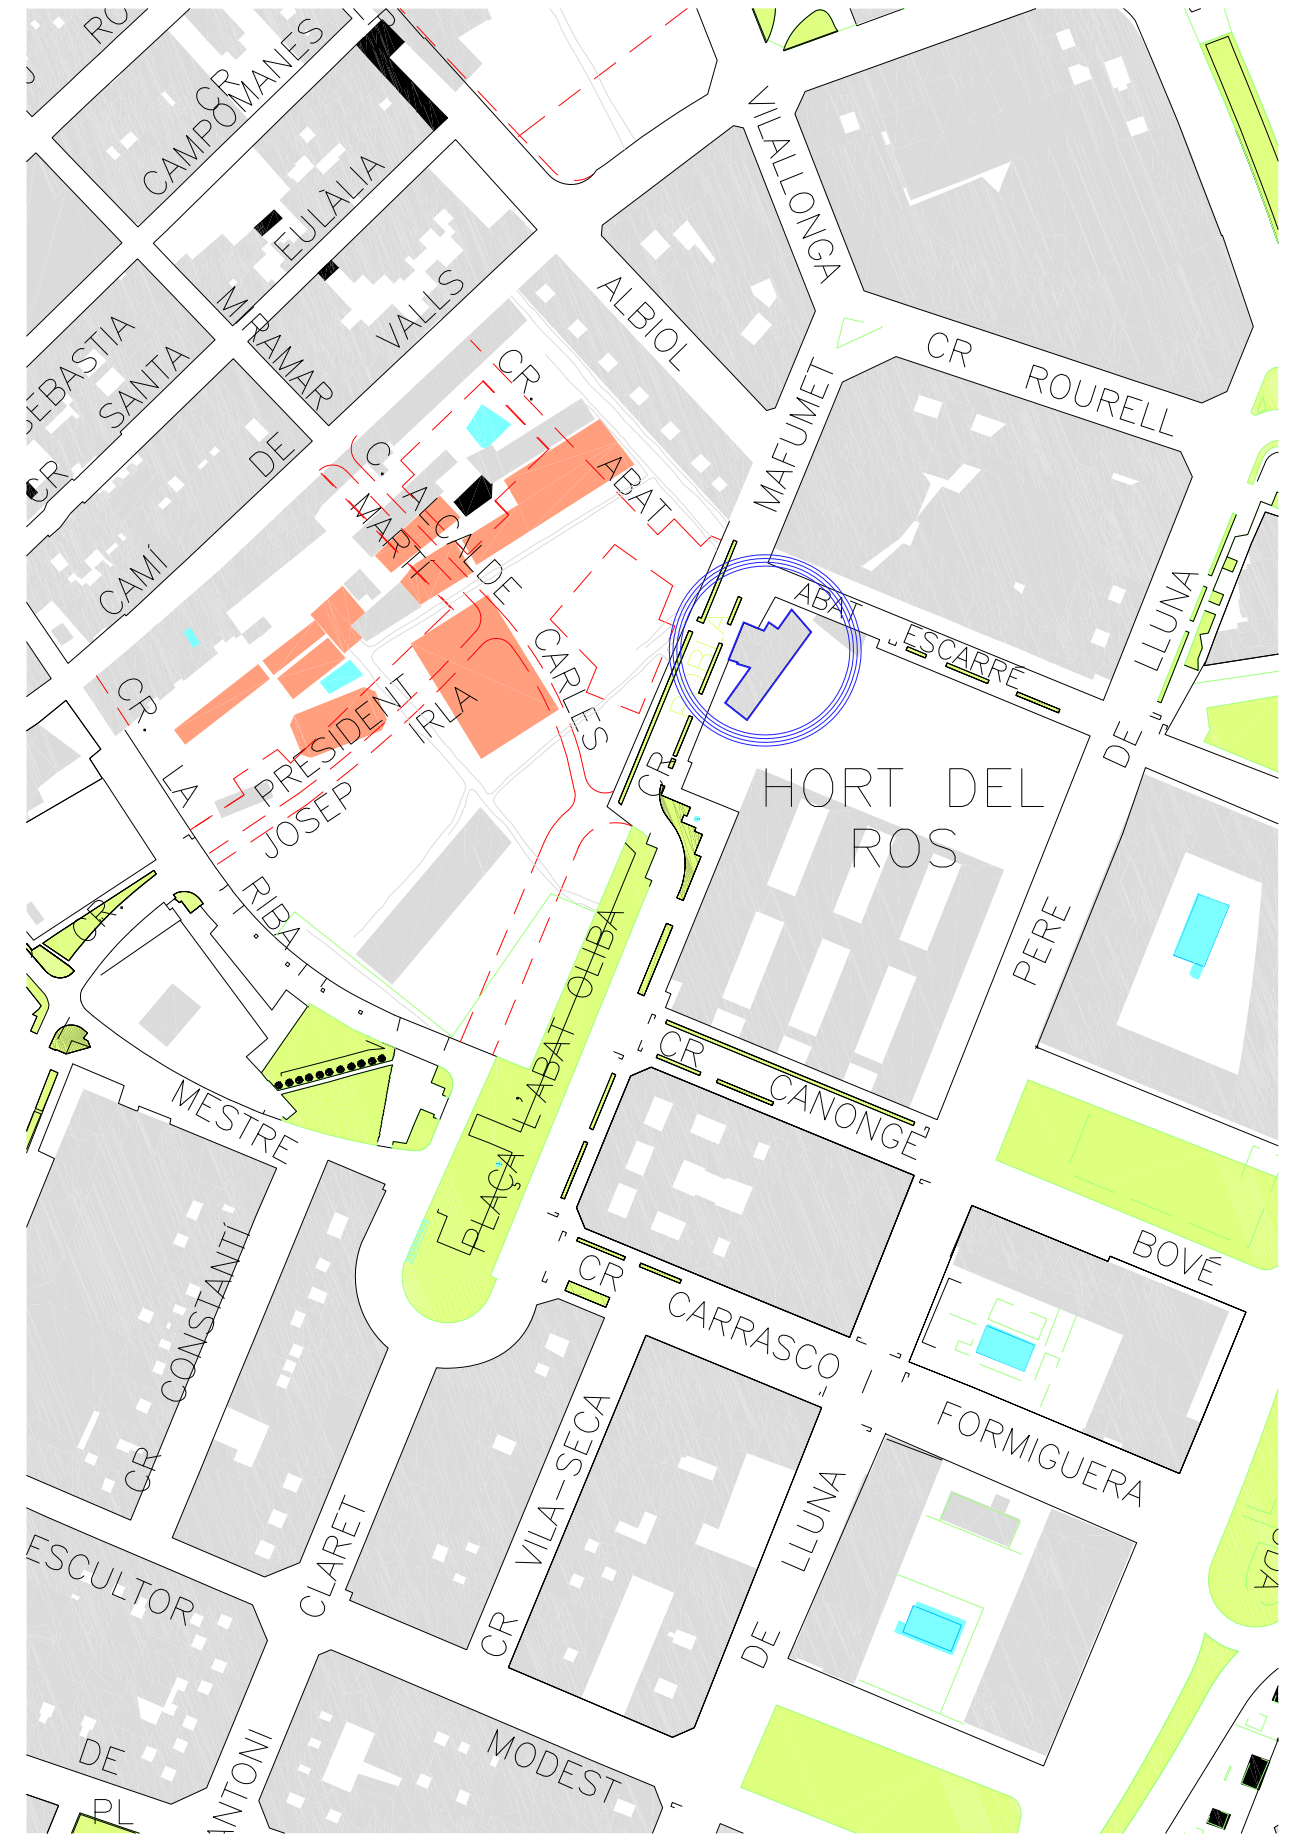 RO
CR
CAMPOMANES
EULÀLIA
VILALLONGA
MIRAMAR
VALLS
ALBIOL
SEBASTIA
SANTA
CR
CR ROURELL
CR.
MAFUMET
DE
C.
ABAT
CR
MARTÍ
ALCALDE
CAMÍ
ABAT
ESCARRÉ
LLUNA
CARLES
CR.
LA
PRESIDENT
IRLA
JOSEP
DE
CR
HORT DEL
ROS
RIBA
CR.
PERE
PLAÇA L'ABAT OLIBA
CR
CANONGE
MESTRE
BOVÉ
CONSTANTÍ
CR
CR
CARRASCO
FORMIGUERA
VILA-SECA
CR
LLUNA
DE
CLARET
ESCULTOR
MODEST
DE
ANTONI
PL